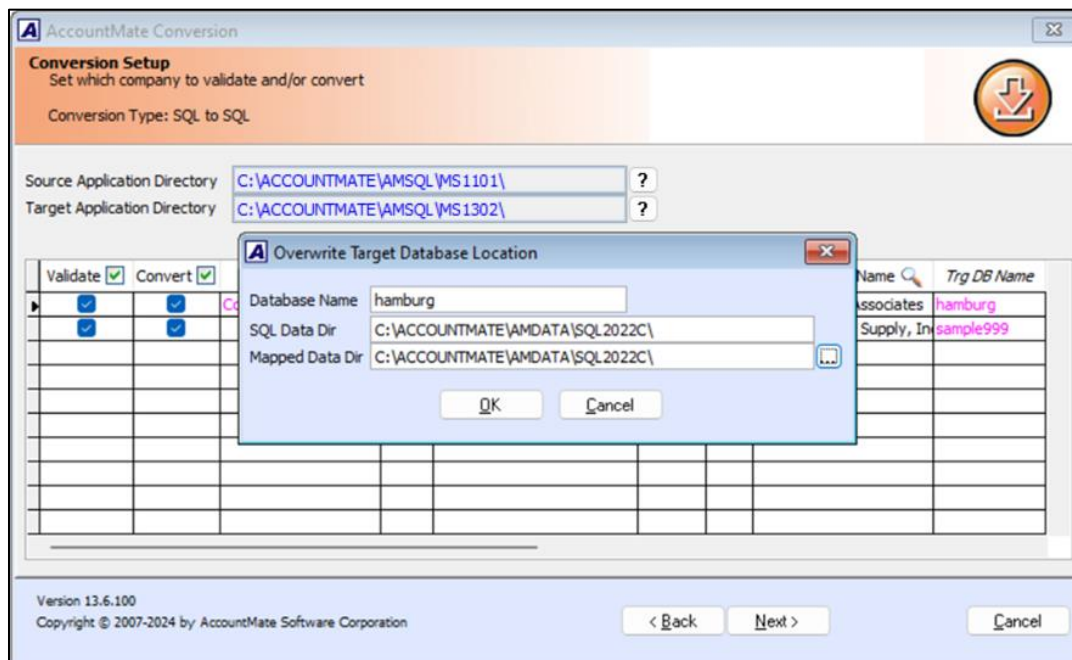 AccountMate Conversion
Conversion Setup
Set which company to validate and/or convert
Conversion Type: SQL to SQL
Source Application Directory C:\ACCOUNTMATE\AMSQL\MS1101\ ?
Target Application Directory C:\ACCOUNTMATE\AMSQL\MS1302\ ?
Overwrite Target Database Location
Validate Convert Name Trg DB Name
Database Name hamburg
Associates hamburg
SQL Data Dir C:\ACCOUNTMATE\AMDATA\SQL2022C\
Supply, In sample999
Mapped Data Dir C:\ACCOUNTMATE\AMDATA\SQL2022C\ ...
OK Cancel
Version 13.6.100
Copyright © 2007-2024 by AccountMate Software Corporation
< Back Next > Cancel